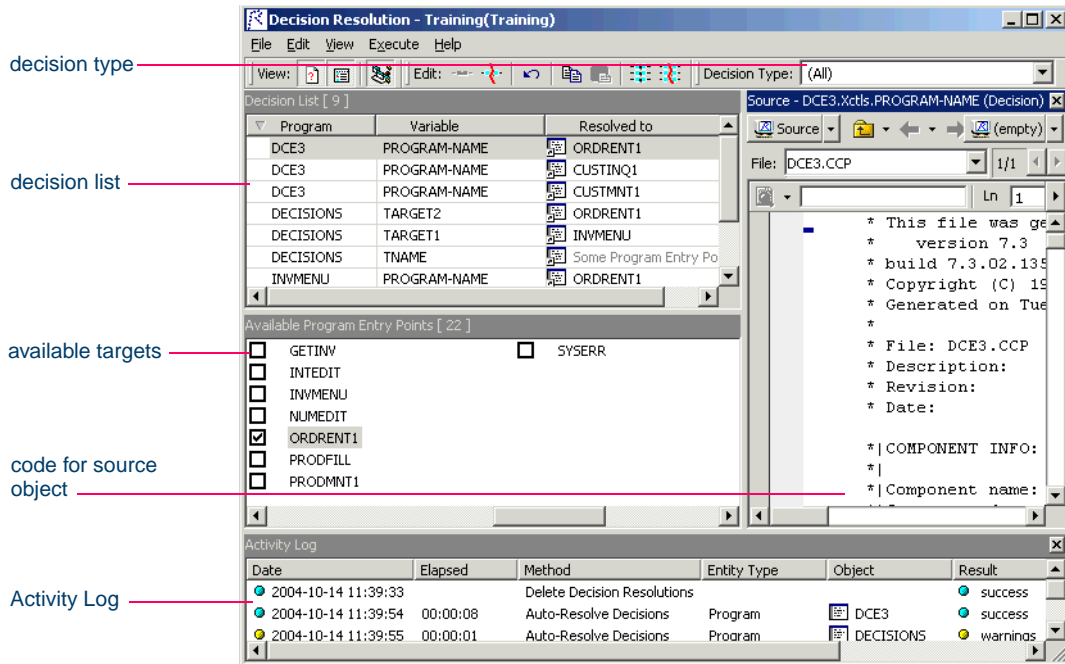 Decision Resolution - Training(Training)
File Edit View Execute Help
decision type
View: Edit: Decision Type: (All)
Decision List [ 9 ]
Program Variable Resolved to
DCE3 PROGRAM-NAME ORDRENT1
DCE3 PROGRAM-NAME CUSTINQ1
decision list
DCE3 PROGRAM-NAME CUSTMNT1
DECISIONS TARGET2 ORDRENT1
DECISIONS TARGET1 INVMENU
DECISIONS TNAME Some Program Entry Po
INVMENU PROGRAM-NAME ORDRENT1
Source - DCE3.Xctls.PROGRAM-NAME (Decision)
Source (empty)
File: DCE3.CCP 1/1
Ln 1
* This file was ge
* version 7.3
* build 7.3.02.135
* Copyright (C) 19
* Generated on Tue
*
* File: DCE3.CCP
* Description:
* Revision:
* Date:
*|COMPONENT INFO:
*|
*|Component name:
Available Program Entry Points [ 22 ]
available targets
GETINV SYSERR
INTEDIT
INVMENU
NUMEDIT
ORDRENT1
PRODFILL
PRODMNT1
code for source
object
Activity Log
Date Elapsed Method Entity Type Object Result
2004-10-14 11:39:33 Delete Decision Resolutions success
Activity Log
2004-10-14 11:39:54 00:00:08 Auto-Resolve Decisions Program DCE3 success
2004-10-14 11:39:55 00:00:01 Auto-Resolve Decisions Program DECISIONS warnings